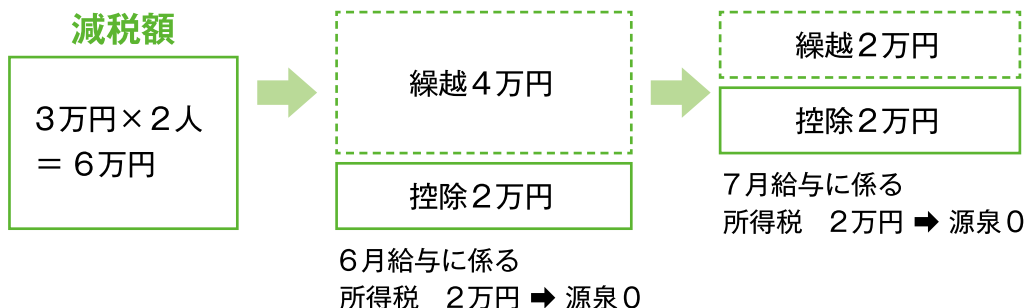 減税額
３万円×２人
＝６万円
繰越４万円
控除２万円
６月給与に係る
所得税　２万円 ➡ 源泉０
繰越２万円
控除２万円
７月給与に係る
所得税　２万円 ➡ 源泉０